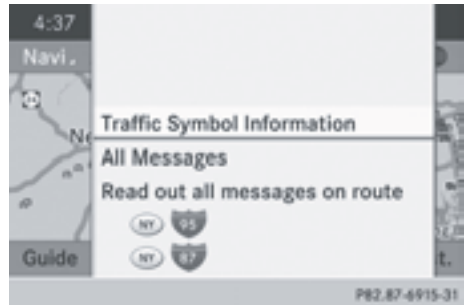 4:37
Navi
Traffic Symbol Information
All Messages
Read out all messages on route
NY 95
NY 87
Guide
t.
P82.87-6915-31